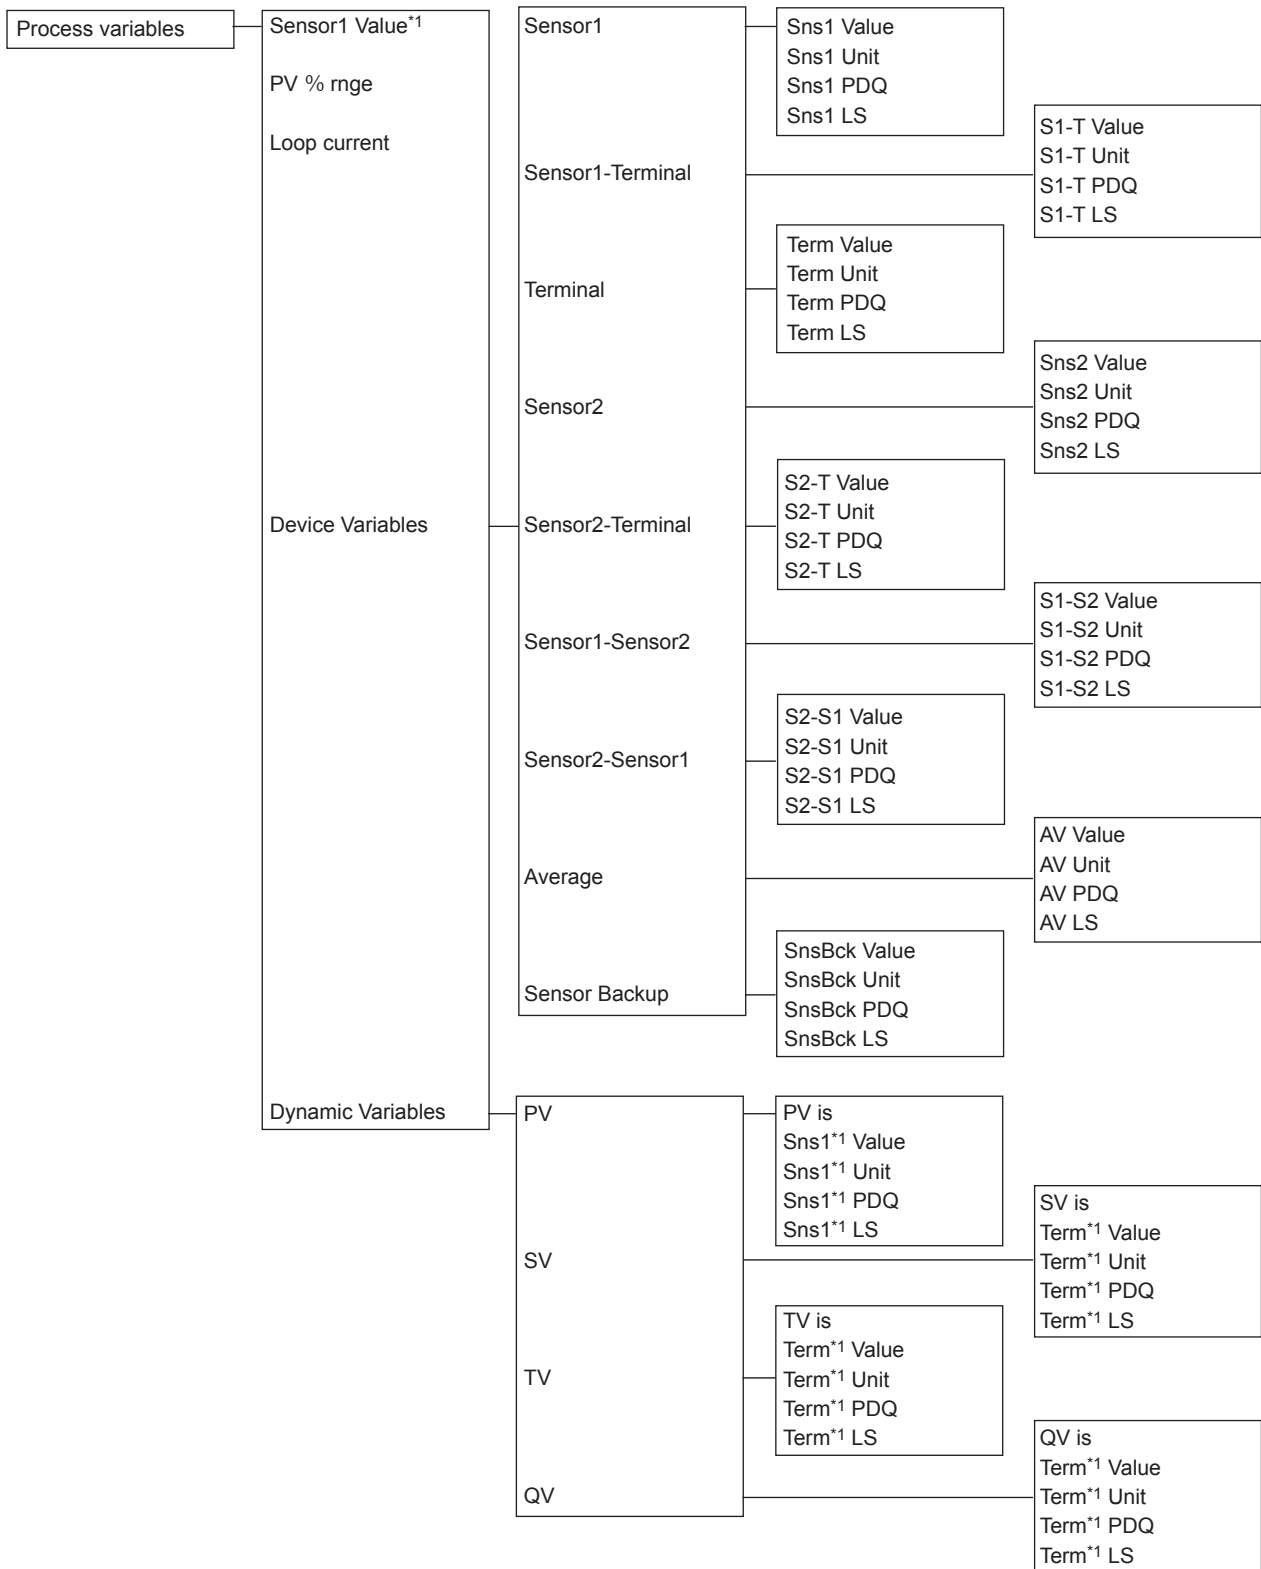 Process variables
Sensor1 Value*1
PV % rnge
Loop current
Device Variables
Dynamic Variables
Sensor1
Sensor1-Terminal
Terminal
Sensor2
Sensor2-Terminal
Sensor1-Sensor2
Sensor2-Sensor1
Average
Sensor Backup
Sns1 Value
Sns1 Unit
Sns1 PDQ
Sns1 LS
S1-T Value
S1-T Unit
S1-T PDQ
S1-T LS
Term Value
Term Unit
Term PDQ
Term LS
Sns2 Value
Sns2 Unit
Sns2 PDQ
Sns2 LS
S2-T Value
S2-T Unit
S2-T PDQ
S2-T LS
S1-S2 Value
S1-S2 Unit
S1-S2 PDQ
S1-S2 LS
S2-S1 Value
S2-S1 Unit
S2-S1 PDQ
S2-S1 LS
AV Value
AV Unit
AV PDQ
AV LS
SnsBck Value
SnsBck Unit
SnsBck PDQ
SnsBck LS
PV
SV
TV
QV
PV is
Sns1*1 Value
Sns1*1 Unit
Sns1*1 PDQ
Sns1*1 LS
SV is
Term*1 Value
Term*1 Unit
Term*1 PDQ
Term*1 LS
TV is
Term*1 Value
Term*1 Unit
Term*1 PDQ
Term*1 LS
QV is
Term*1 Value
Term*1 Unit
Term*1 PDQ
Term*1 LS